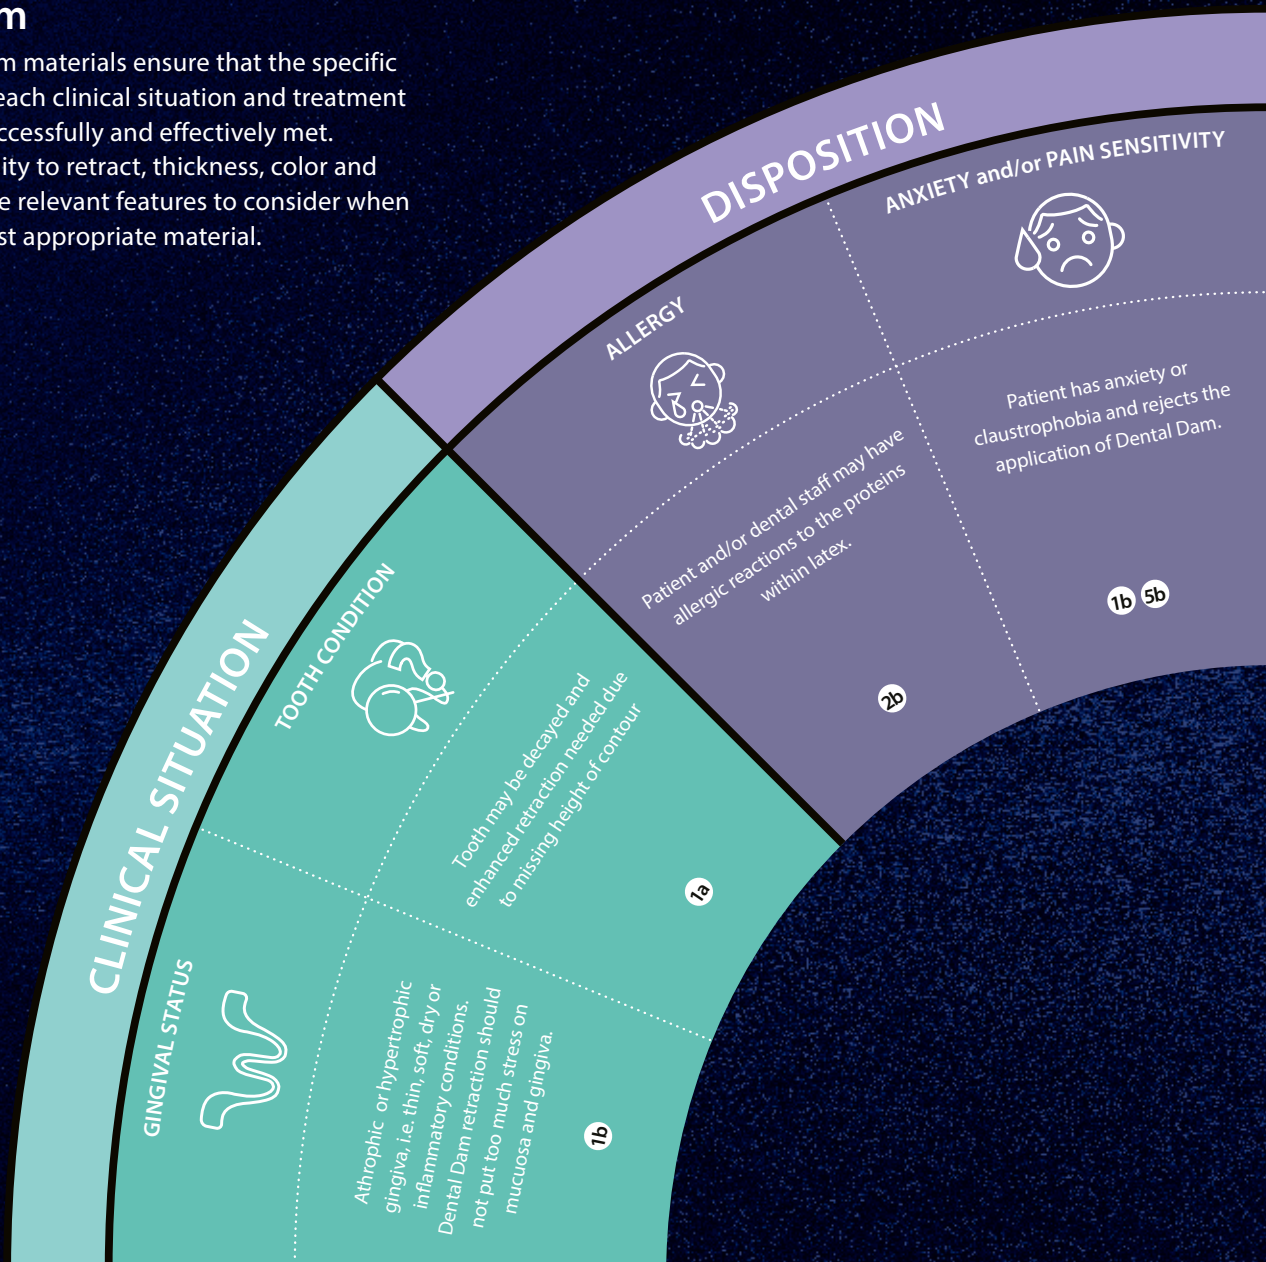 m
m materials ensure that the specific
each clinical situation and treatment
ccessfully and effectively met.
ity to retract, thickness, color and
e relevant features to consider when
st appropriate material.
DISPOSITION
ANXIETY and/or PAIN SENSITIVITY
Patient has anxiety or
claustrophobia and rejects the
application of Dental Dam.
1b 5b
ALLERGY
Patient and/or dental staff may have
allergic reactions to the proteins
within latex.
2b
CLINICAL SITUATION
TOOTH CONDITION
Tooth may be decayed and
enhanced retraction needed due
to missing height of contour
1a
GINGIVAL STATUS
Athrophic or hypertrophic
gingiva, i.e. thin, soft, dry or
inflammatory conditions.
Dental Dam retraction should
not put too much stress on
mucuosa and gingiva.
1b